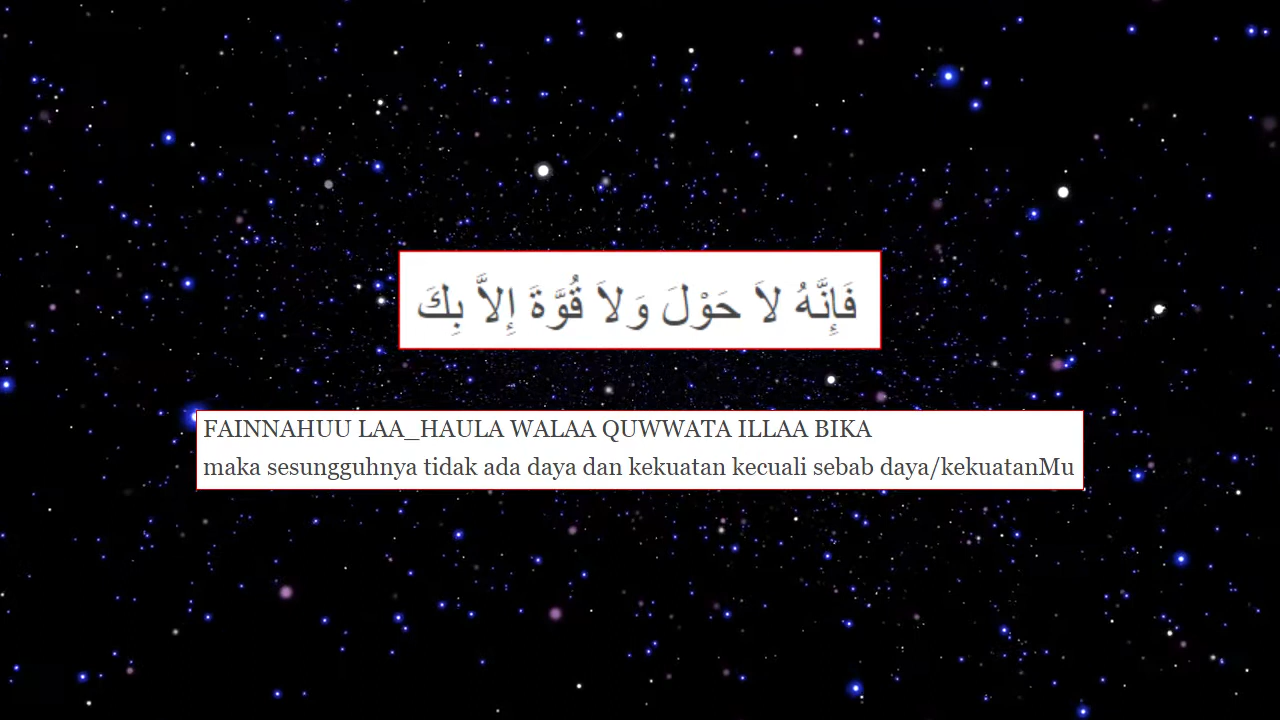 فَإِنَّهُ لاَ حَوْلَ وَلاَ قُوَّةَ إِلاَّ بِكَ
FAINNAHUU LAA_HAULA WALAA QUWWATA ILLAA BIKA
maka sesungguhnya tidak ada daya dan kekuatan kecuali sebab daya/kekuatanMu